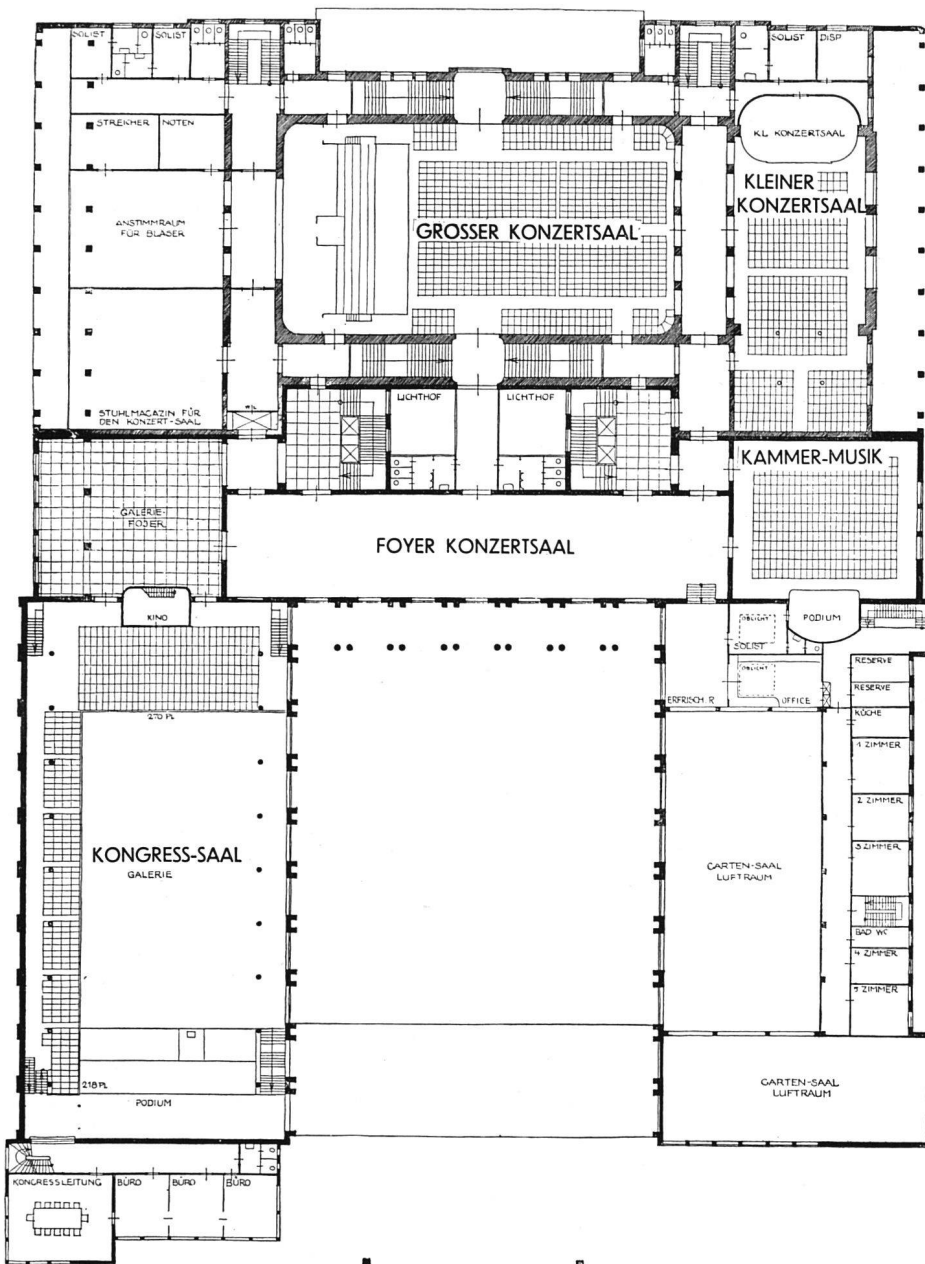 SOLIST
SOLIST
SOLIST
DISP
STREICHER
NOTEN
KL. KONZERTSAAL
KLEINER
KONZERTSAAL
ANSTIMMRAUM
FÜR BLÄSER
GROSSER KONZERTSAAL
STUHLMAGAZIN FÜR
DEN KONZERT-SAAL
LICHTHOF
LICHTHOF
KAMMER-MUSIK
GALERIE-
FOYER
FOYER KONZERTSAAL
KINO
PODIUM
OBLICHT
SOLIST
OBLICHT
ERFRISCH. R
OFFICE
RESERVE
RESERVE
KÜCHE
1 ZIMMER
2 ZIMMER
3 ZIMMER
BAD WC
4 ZIMMER
5 ZIMMER
270 PL
KONGRESS-SAAL
GALERIE
GARTEN-SAAL
LUFTRAUM
218 PL
PODIUM
GARTEN-SAAL
LUFTRAUM
KONGRESSLEITUNG
BÜRO
BÜRO
BÜRO